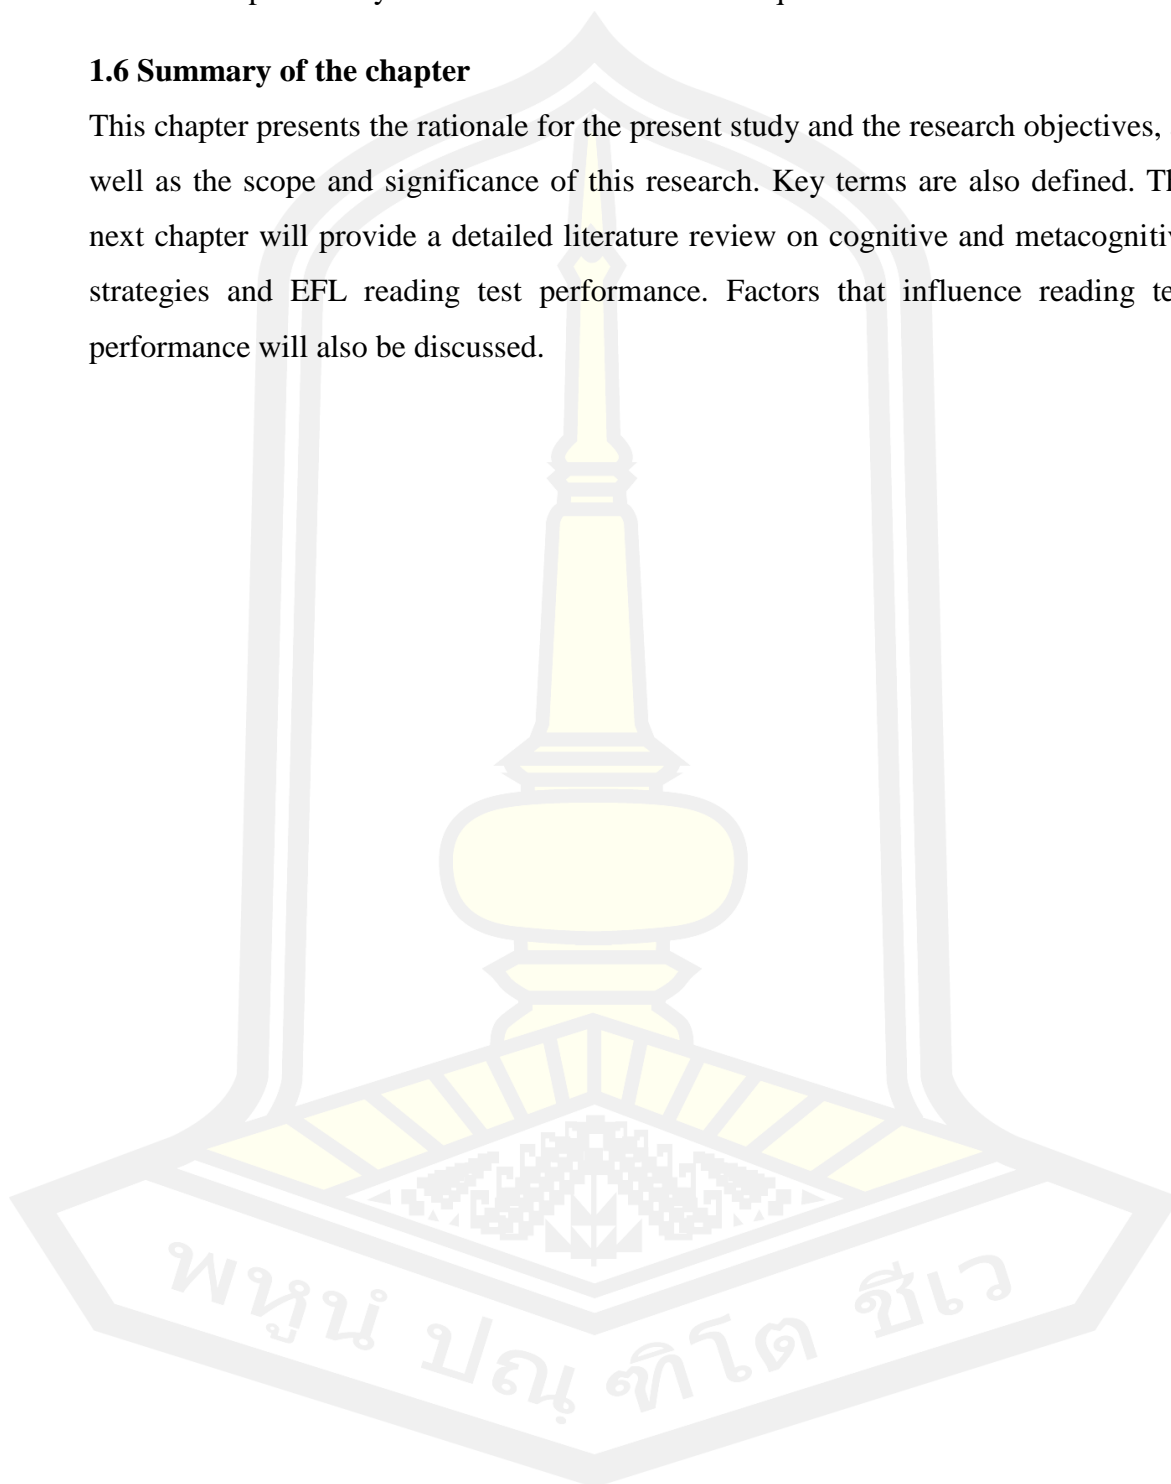 1.6 Summary of the chapter
This chapter presents the rationale for the present study and the research objectives,
well as the scope and significance of this research. Key terms are also defined.
next chapter will provide a detailed literature review on cognitive and
strategies and EFL reading test performance. Factors that influence reading
performance will also be discussed.
พหูนํ ปณฺฑิโต ชีเว